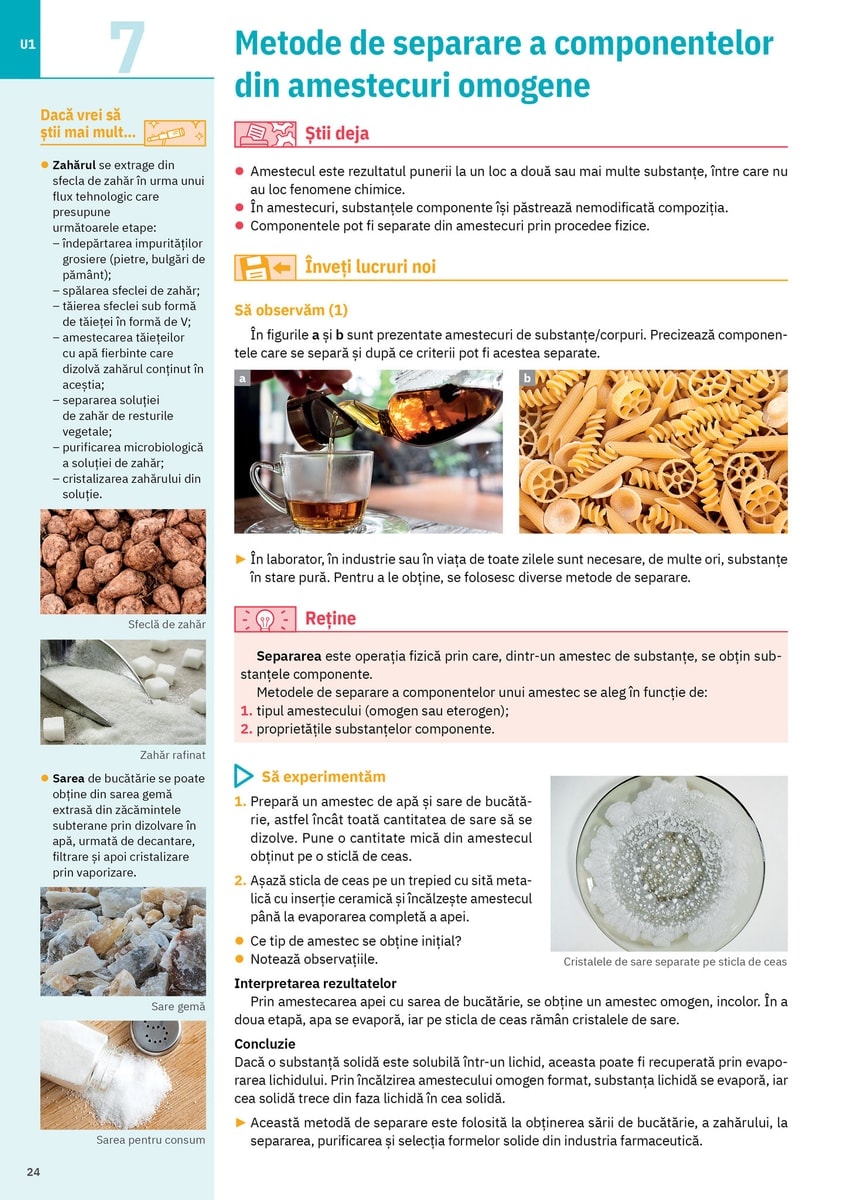 U1
7
Metode de separare a componentelor
din amestecuri omogene
Dacă vrei să
știi mai mult...
● Zahărul se extrage din
sfecla de zahăr în urma unui
flux tehnologic care
presupune
următoarele etape:
– îndepărtarea impurităților
grosiere (pietre, bulgări de
pământ);
– spălarea sfeclei de zahăr;
– tăierea sfeclei sub formă
de tăieței în formă de V;
– amestecarea tăiețeilor
cu apă fierbinte care
dizolvă zahărul conținut în
aceștia;
– separarea soluției
de zahăr de resturile
vegetale;
– purificarea microbiologică
a soluției de zahăr;
– cristalizarea zahărului din
soluție.
Sfeclă de zahăr
Zahăr rafinat
● Sarea de bucătărie se poate
obține din sarea gemă
extrasă din zăcămintele
subterane prin dizolvare în
apă, urmată de decantare,
filtrare și apoi cristalizare
prin vaporizare.
Sare gemă
Sarea pentru consum
Știi deja
● Amestecul este rezultatul punerii la un loc a două sau mai multe substanțe, între care nu
au loc fenomene chimice.
● În amestecuri, substanțele componente își păstrează nemodificată compoziția.
● Componentele pot fi separate din amestecuri prin procedee fizice.
Înveți lucruri noi
Să observăm (1)
În figurile a și b sunt prezentate amestecuri de substanțe/corpuri. Precizează componen-
tele care se separă și după ce criterii pot fi acestea separate.
a
b
► În laborator, în industrie sau în viața de toate zilele sunt necesare, de multe ori, substanțe
în stare pură. Pentru a le obține, se folosesc diverse metode de separare.
Reține
Separarea este operația fizică prin care, dintr-un amestec de substanțe, se obțin sub-
stanțele componente.
Metodele de separare a componentelor unui amestec se aleg în funcție de:
1. tipul amestecului (omogen sau eterogen);
2. proprietățile substanțelor componente.
Să experimentăm
1. Prepară un amestec de apă și sare de bucătă-
rie, astfel încât toată cantitatea de sare să se
dizolve. Pune o cantitate mică din amestecul
obținut pe o sticlă de ceas.
2. Așază sticla de ceas pe un trepied cu sită meta-
lică cu inserție ceramică și încălzește amestecul
până la evaporarea completă a apei.
● Ce tip de amestec se obține inițial?
● Notează observațiile.
Cristalele de sare separate pe sticla de ceas
Interpretarea rezultatelor
Prin amestecarea apei cu sarea de bucătărie, se obține un amestec omogen, incolor. În a
doua etapă, apa se evaporă, iar pe sticla de ceas rămân cristalele de sare.
Concluzie
Dacă o substanță solidă este solubilă într-un lichid, aceasta poate fi recuperată prin evapo-
rarea lichidului. Prin încălzirea amestecului omogen format, substanța lichidă se evaporă, iar
cea solidă trece din faza lichidă în cea solidă.
► Această metodă de separare este folosită la obținerea sării de bucătărie, a zahărului, la
separarea, purificarea și selecția formelor solide din industria farmaceutică.
24